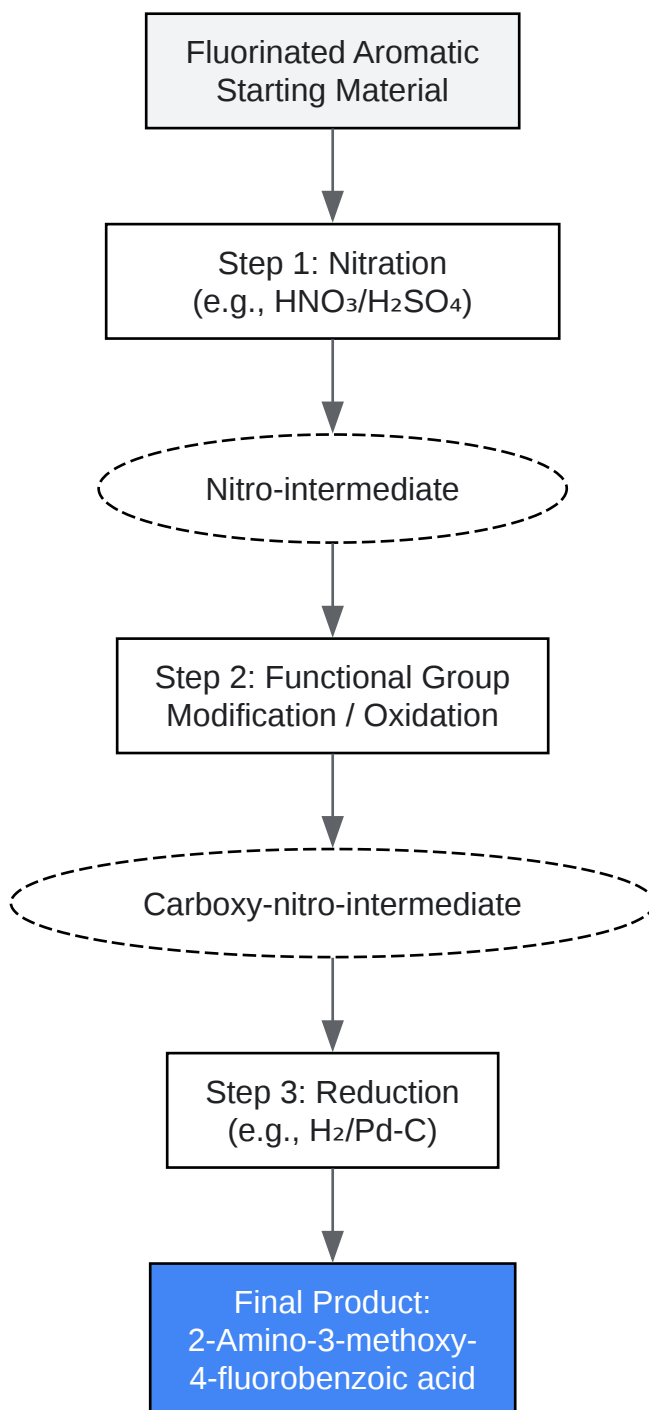 Fluorinated Aromatic
Starting Material
Step 1: Nitration
(e.g., HNO₃/H₂SO₄)
Nitro-intermediate
Step 2: Functional Group
Modification / Oxidation
Carboxy-nitro-intermediate
Step 3: Reduction
(e.g., H₂/Pd-C)
Final Product:
2-Amino-3-methoxy-
4-fluorobenzoic acid